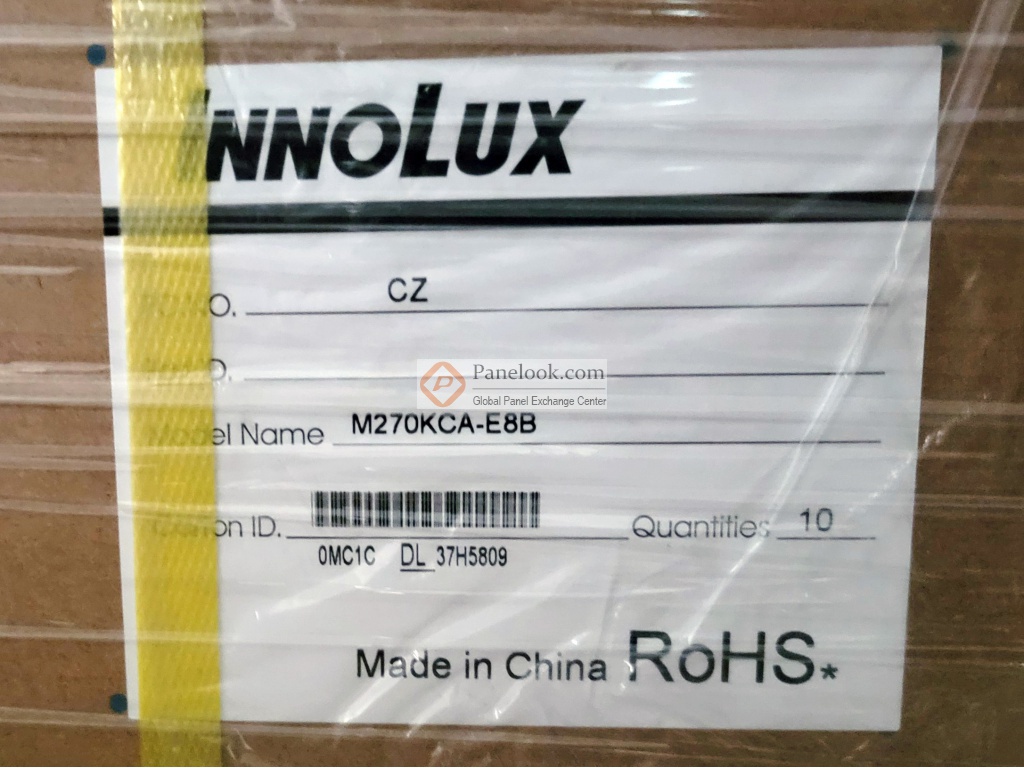 INNOLUX
O. CZ
O.
Panelook.com
Global Panel Exchange Center
Model Name M270KCA-E8B
on ID. Quantities 10
0MC1C DL 37H5809
Made in China RoHS*